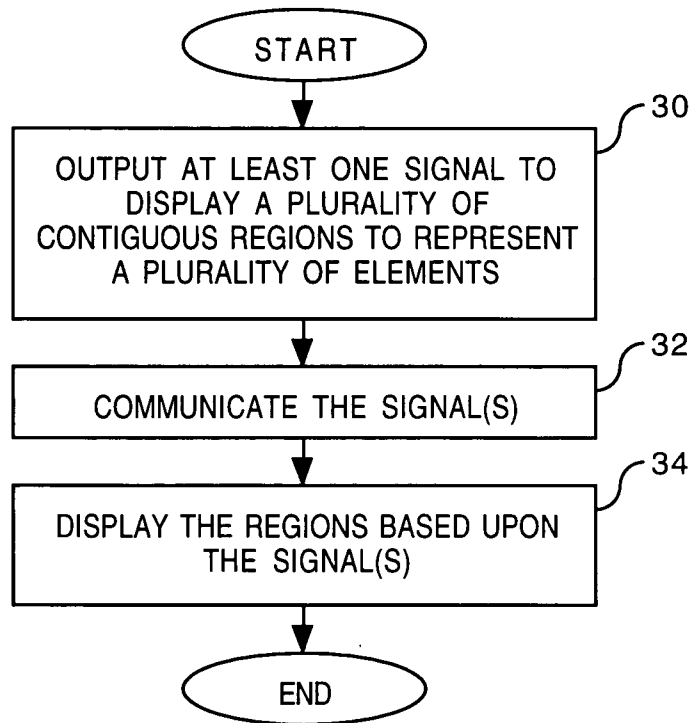 START
30
OUTPUT AT LEAST ONE SIGNAL TO
DISPLAY A PLURALITY OF
CONTIGUOUS REGIONS TO REPRESENT
A PLURALITY OF ELEMENTS
32
COMMUNICATE THE SIGNAL(S)
34
DISPLAY THE REGIONS BASED UPON
THE SIGNAL(S)
END